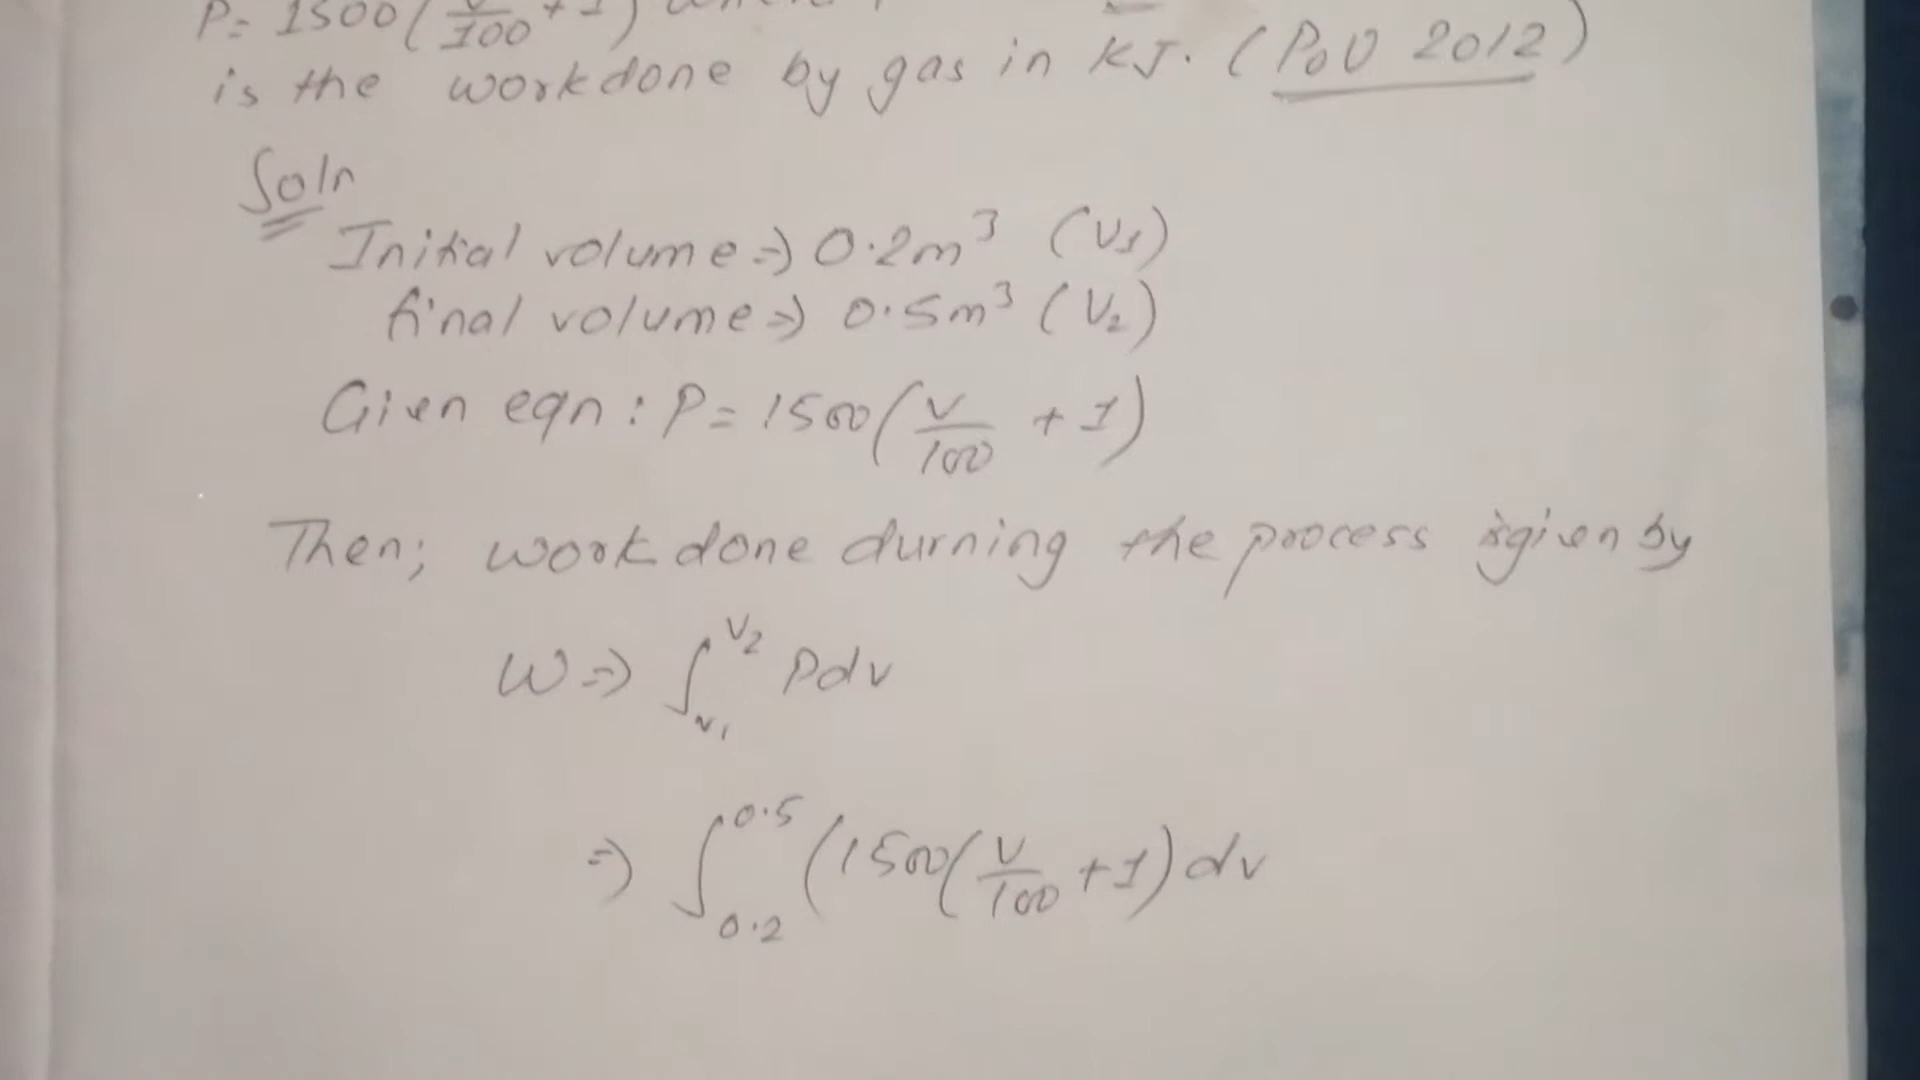 P= 1500(V/100 +1)
is the workdone by gas in KJ. (PoU 2012)
Soln
Initial volume => 0.2m³ (V1)
final volume => 0.5m³ (V2)
Given eqn : P= 1500(V/100 + 1)
Then; work done durning the process is given by
W => ∫_{V1}^{V2} Pdv
=> ∫_{0.2}^{0.5} (1500(V/100 +1) dv